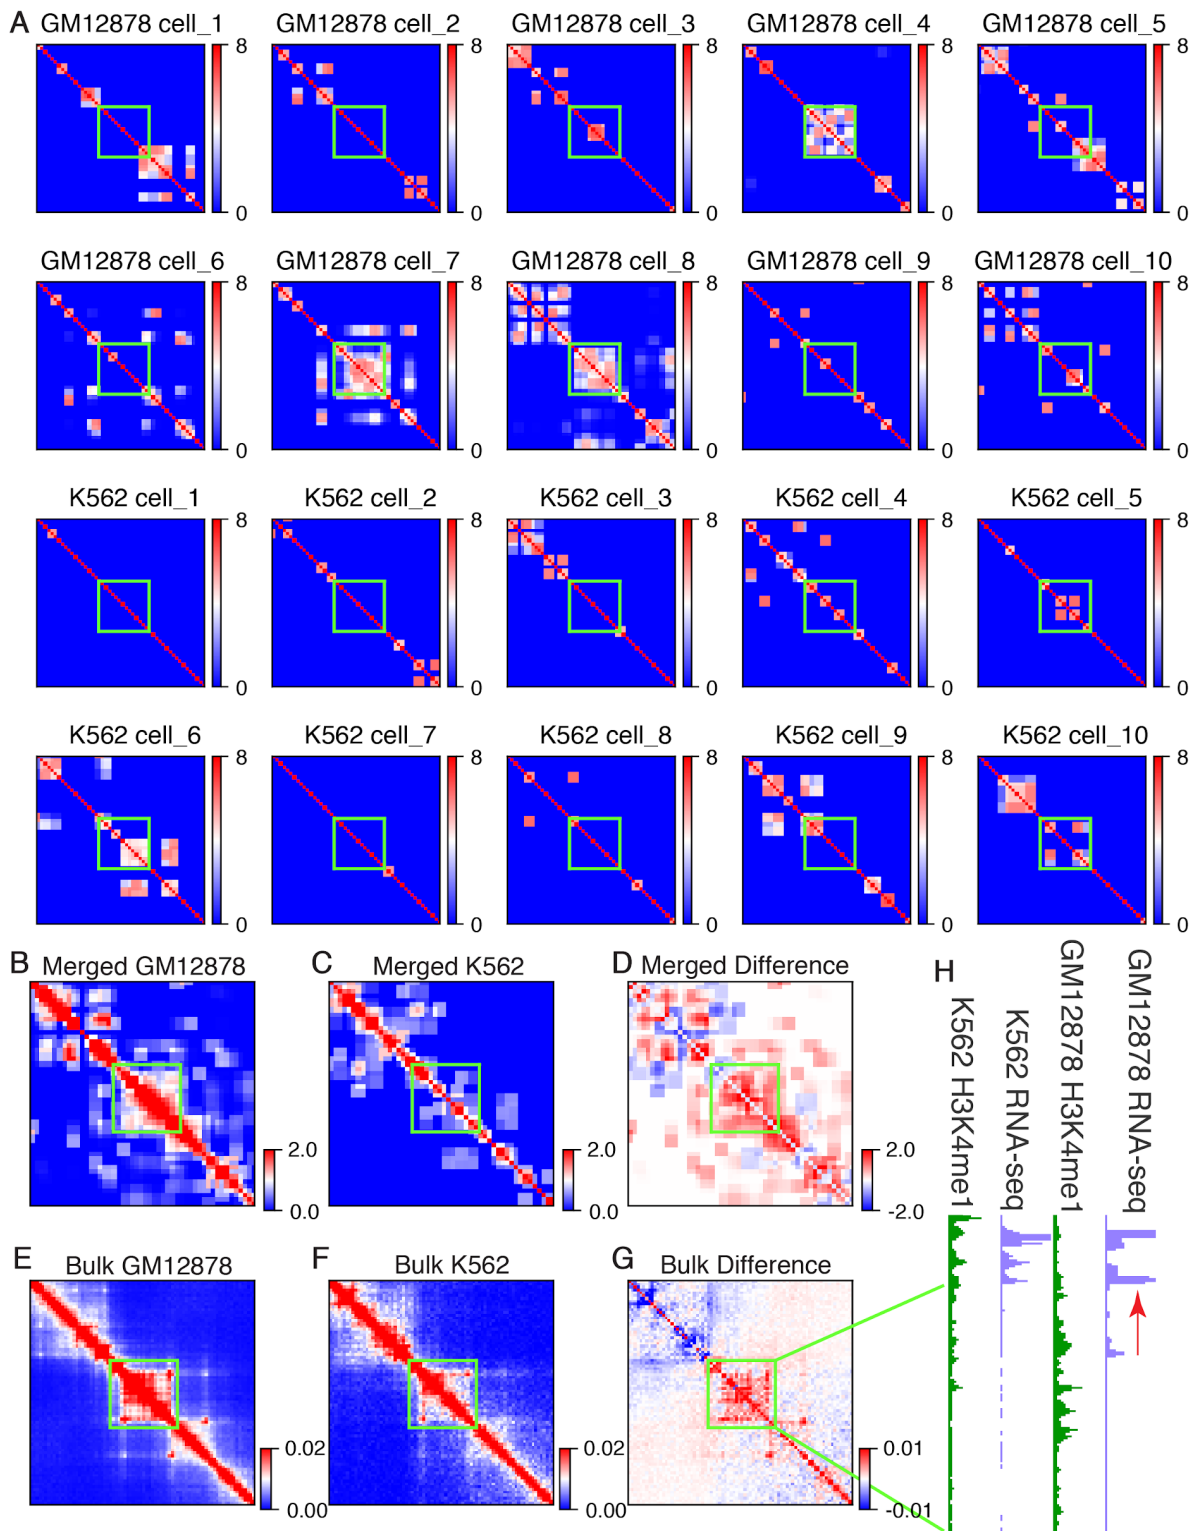 A
GM12878 cell_1
GM12878 cell_2
GM12878 cell_3
GM12878 cell_4
GM12878 cell_5
8
8
8
8
8
0
0
0
0
0
GM12878 cell_6
GM12878 cell_7
GM12878 cell_8
GM12878 cell_9
GM12878 cell_10
8
8
8
8
8
0
0
0
0
0
K562 cell_1
K562 cell_2
K562 cell_3
K562 cell_4
K562 cell_5
8
8
8
8
8
0
0
0
0
0
K562 cell_6
K562 cell_7
K562 cell_8
K562 cell_9
K562 cell_10
8
8
8
8
8
0
0
0
0
0
B
Merged GM12878
2.0
0.0
C
Merged K562
2.0
0.0
D
Merged Difference
2.0
-2.0
E
Bulk GM12878
0.02
0.00
F
Bulk K562
0.02
0.00
G
Bulk Difference
0.01
-0.01
H
K562 H3K4me1
K562 RNA-seq
GM12878 H3K4me1
GM12878 RNA-seq